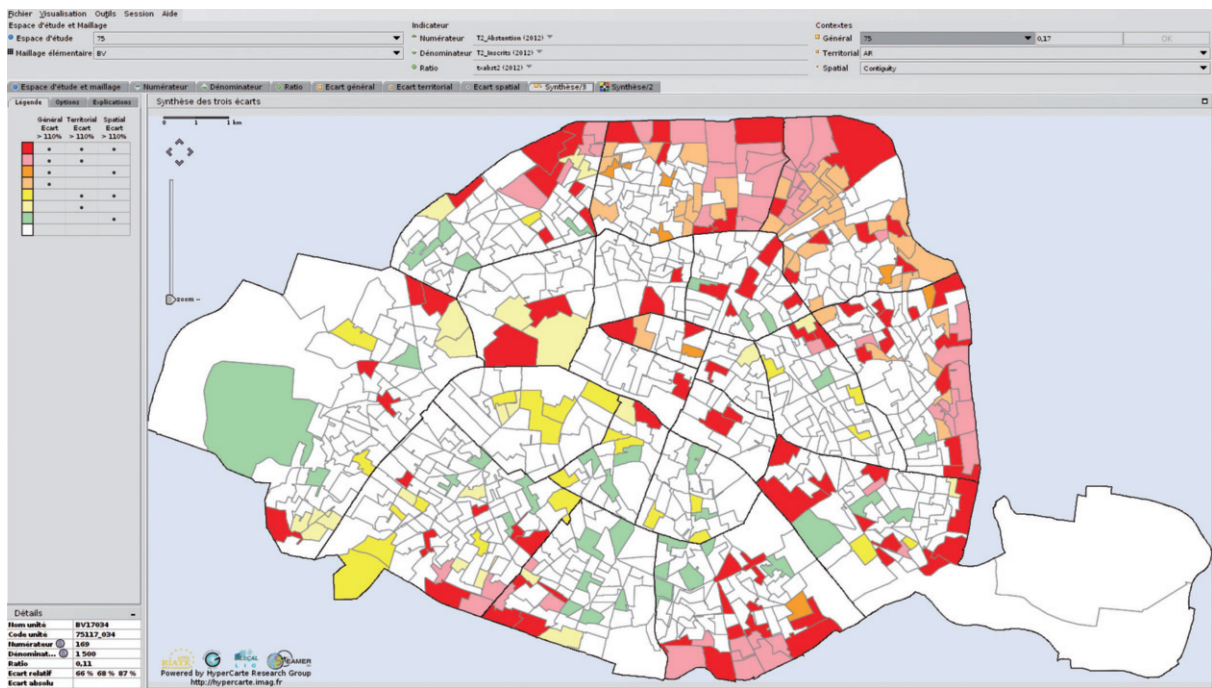 Fichier Visualisation Outils Session Aide
Espace d'étude et Maillage
Espace d'étude 75
Maillage élémentaire BV
Indicateur
Numérateur T2_Abstention (2012)
Dénominateur T2_Inscrits (2012)
Ratio txabst2 (2012)
Contextes
Général 75 0,17 OK
Territorial AR
Spatial Contiguity
Espace d'étude et maillage Numérateur Dénominateur Ratio Ecart général Ecart territorial Ecart spatial Synthèse/3 Synthèse/2
Légende Options Explications
Synthèse des trois écarts
Général Territorial Spatial
Ecart Ecart Ecart
> 110% > 110% > 110%
0 1 1 km
zoom --
Détails
Nom unité BV17034
Code unité 75117_034
Numérateur 169
Dénominat... 1 500
Ratio 0,11
Ecart relatif 66 % 68 % 87 %
Ecart absolu
Powered by HyperCarte Research Group
http://hypercarte.imag.fr